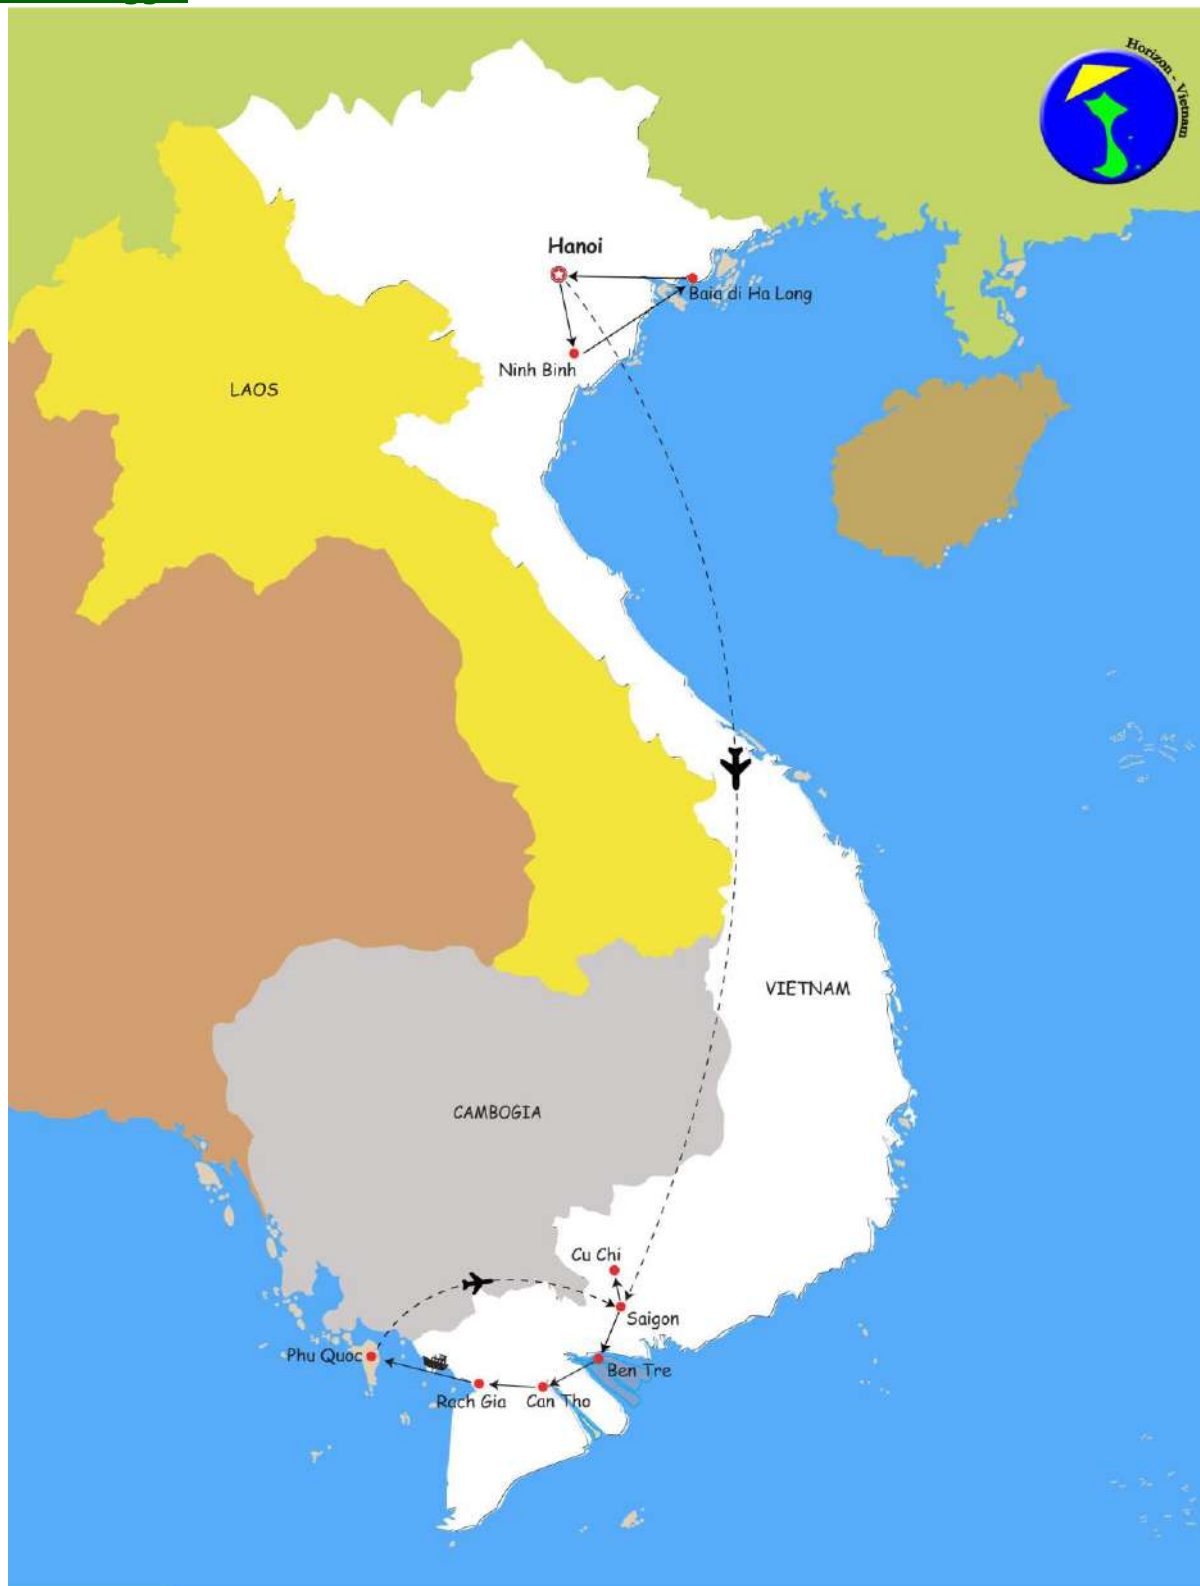 Horizon - Vietnam
Hanoi
Baia di Ha Long
Ninh Binh
LAOS
VIETNAM
CAMBOGIA
Cu Chi
Saigon
Phu Quoc
Ben Tre
Rach Gia
Can Tho